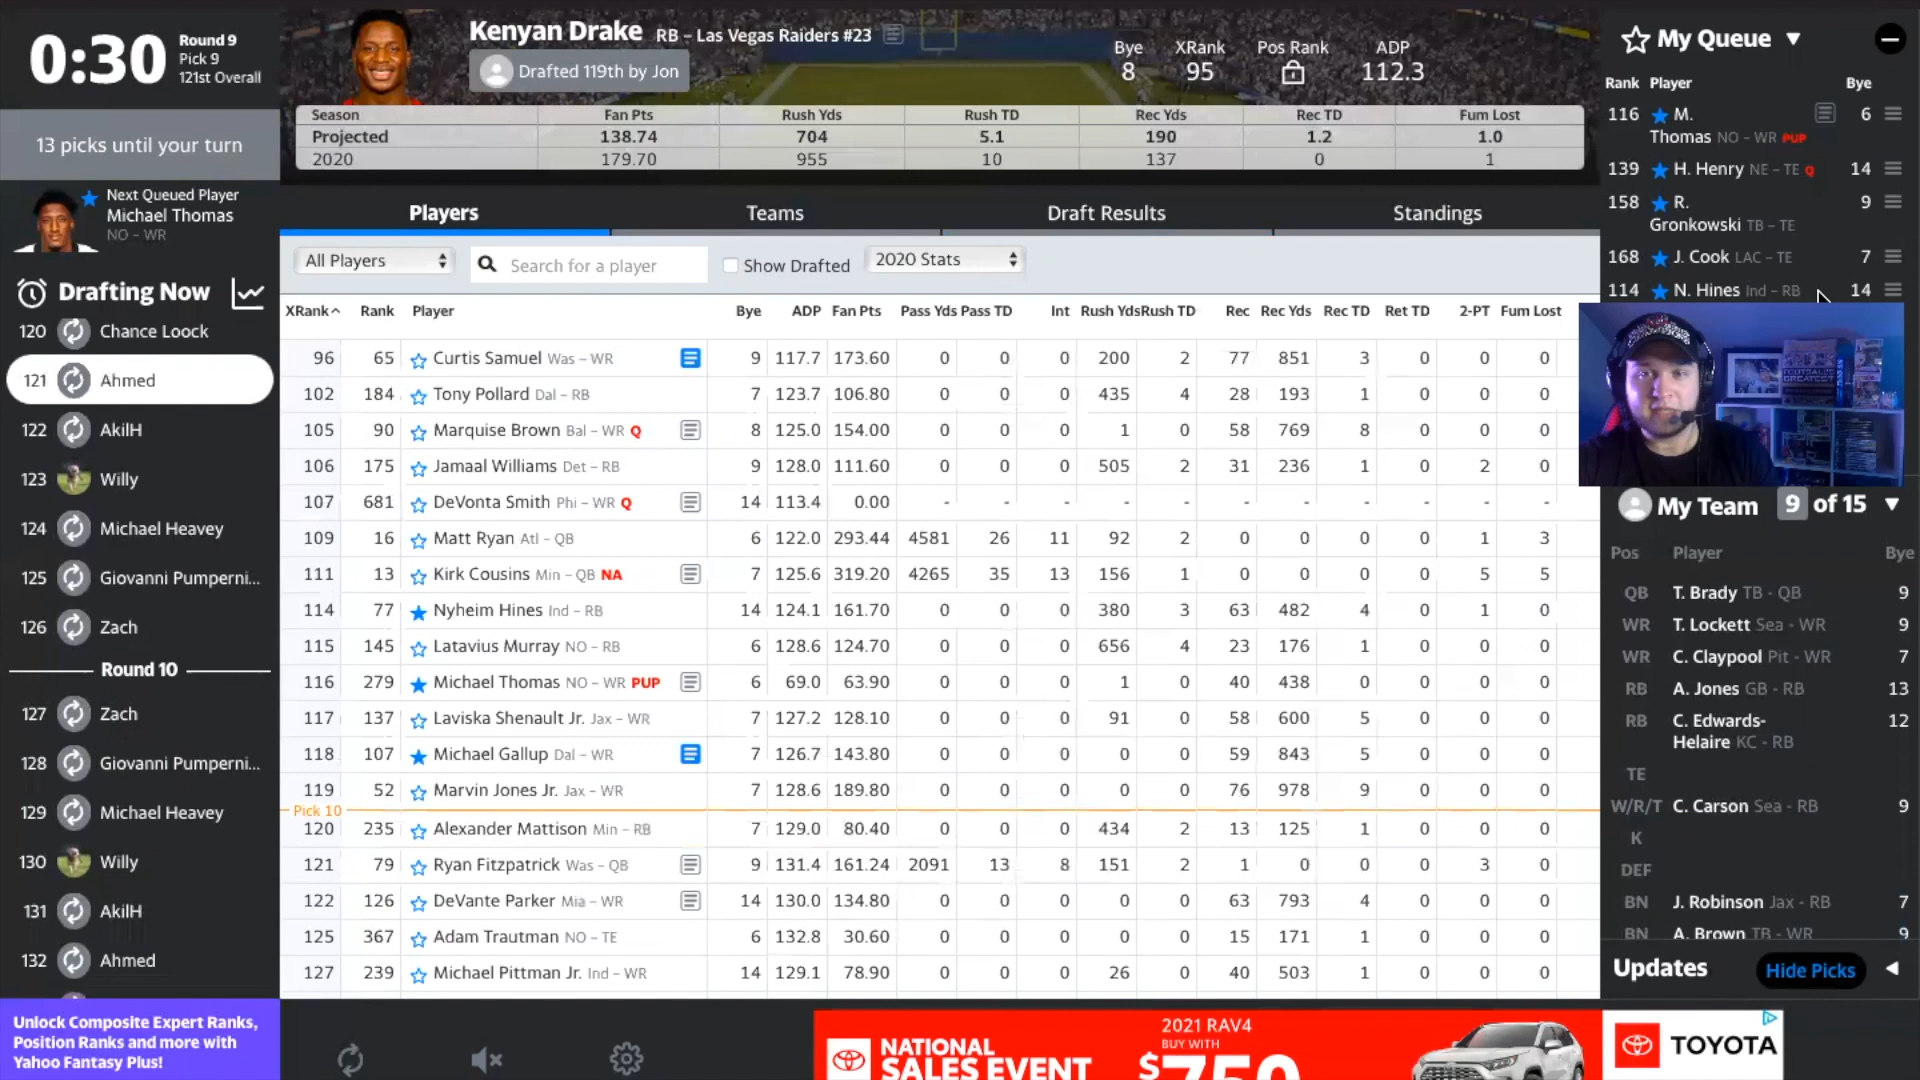 0:30
Round 9
Pick 9
121st Overall
13 picks until your turn
Next Queued Player
Michael Thomas
NO – WR
Drafting Now
120 Chance Loock
121 Ahmed
122 AkilH
123 Willy
124 Michael Heavey
125 Giovanni Pumperni...
126 Zach
Round 10
127 Zach
128 Giovanni Pumperni...
129 Michael Heavey
130 Willy
131 AkilH
132 Ahmed
Unlock Composite Expert Ranks,
Position Ranks and more with
Yahoo Fantasy Plus!
Kenyan Drake RB – Las Vegas Raiders #23
Drafted 119th by Jon
Bye XRank Pos Rank ADP
8 95 112.3
Season Fan Pts Rush Yds Rush TD Rec Yds Rec TD Fum Lost
Projected 138.74 704 5.1 190 1.2 1.0
2020 179.70 955 10 137 0 1
Players Teams Draft Results Standings
All Players Search for a player Show Drafted 2020 Stats
XRank Rank Player Bye ADP Fan Pts Pass Yds Pass TD Int Rush Yds Rush TD Rec Rec Yds Rec TD Ret TD 2-PT Fum Lost
96 65 Curtis Samuel Was – WR 9 117.7 173.60 0 0 0 200 2 77 851 3 0 0 0
102 184 Tony Pollard Dal – RB 7 123.7 106.80 0 0 0 435 4 28 193 1 0 0 0
105 90 Marquise Brown Bal – WR Q 8 125.0 154.00 0 0 0 1 0 58 769 8 0 0 0
106 175 Jamaal Williams Det – RB 9 128.0 111.60 0 0 0 505 2 31 236 1 0 2 0
107 681 DeVonta Smith Phi – WR Q 14 113.4 0.00 - - - - - - - - - - -
109 16 Matt Ryan Atl – QB 6 122.0 293.44 4581 26 11 92 2 0 0 0 0 1 3
111 13 Kirk Cousins Min – QB NA 7 125.6 319.20 4265 35 13 156 1 0 0 0 0 5 5
114 77 Nyheim Hines Ind – RB 14 124.1 161.70 0 0 0 380 3 63 482 4 0 1 0
115 145 Latavius Murray NO – RB 6 128.6 124.70 0 0 0 656 4 23 176 1 0 0 0
116 279 Michael Thomas NO – WR PUP 6 69.0 63.90 0 0 0 1 0 40 438 0 0 0 0
117 137 Laviska Shenault Jr. Jax – WR 7 127.2 128.10 0 0 0 91 0 58 600 5 0 0 0
118 107 Michael Gallup Dal – WR 7 126.7 143.80 0 0 0 0 0 59 843 5 0 0 0
119 52 Marvin Jones Jr. Jax – WR 7 128.6 189.80 0 0 0 0 0 76 978 9 0 0 0
Pick 10
120 235 Alexander Mattison Min – RB 7 129.0 80.40 0 0 0 434 2 13 125 1 0 0 0
121 79 Ryan Fitzpatrick Was – QB 9 131.4 161.24 2091 13 8 151 2 1 0 0 0 3 0
122 126 DeVante Parker Mia – WR 14 130.0 134.80 0 0 0 0 0 63 793 4 0 0 0
125 367 Adam Trautman NO – TE 6 132.8 30.60 0 0 0 0 0 15 171 1 0 0 0
127 239 Michael Pittman Jr. Ind – WR 14 129.1 78.90 0 0 0 26 0 40 503 1 0 0 0
My Queue
Rank Player Bye
116 M. 6
Thomas NO – WR PUP
139 H. Henry NE – TE Q 14
158 R. 9
Gronkowski TB – TE
168 J. Cook LAC – TE 7
114 N. Hines Ind – RB 14
FOOTBALL'S
GREATEST
My Team 9 of 15
Pos Player Bye
QB T. Brady TB - QB 9
WR T. Lockett Sea - WR 9
WR C. Claypool Pit - WR 7
RB A. Jones GB - RB 13
RB C. Edwards- 12
Helaire KC - RB
TE
W/R/T C. Carson Sea - RB 9
K
DEF
BN J. Robinson Jax - RB 7
BN A. Brown TB - WR 9
Updates Hide Picks
NATIONAL
SALES EVENT
2021 RAV4
BUY WITH
$750
TOYOTA